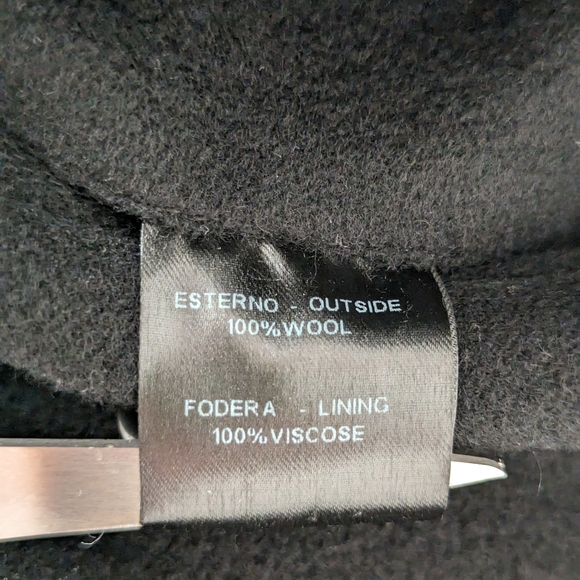 ESTERNO - OUTSIDE
100%WOOL
FODERA - LINING
100%VISCOSE